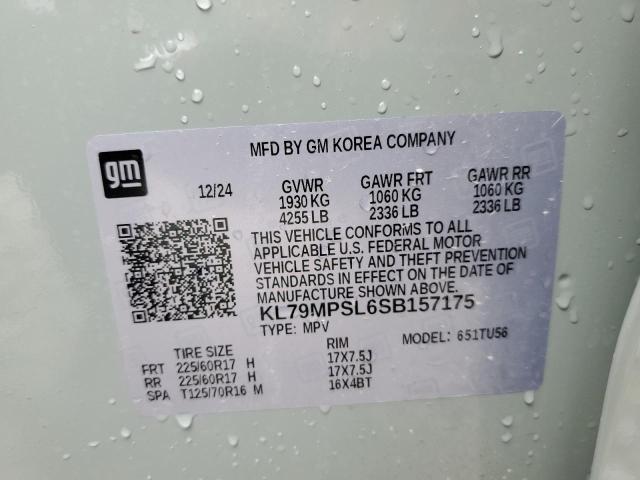 MFD BY GM KOREA COMPANY
gm
12/24 GVWR GAWR FRT GAWR RR
1930 KG 1060 KG 1060 KG
4255 LB 2336 LB 2336 LB
THIS VEHICLE CONFORMS TO ALL
APPLICABLE U.S. FEDERAL MOTOR
VEHICLE SAFETY AND THEFT PREVENTION
STANDARDS IN EFFECT ON THE DATE OF
MANUFACTURE SHOWN ABOVE.
KL79MPSL6SB157175
TYPE: MPV MODEL: 651TU56
TIRE SIZE RIM
FRT 225/60R17 H 17X7.5J
RR 225/60R17 H 17X7.5J
SPA T125/70R16 M 16X4BT